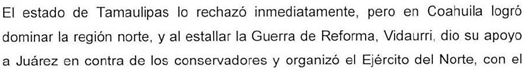 El estado de Tamaulipas lo rechazó inmediatamente, pero en Coahuila logró
dominar la región norte, y al estallar la Guerra de Reforma, Vidaurri, dio su apoyo
a Juárez en contra de los conservadores y organizó el Ejército del Norte, con el